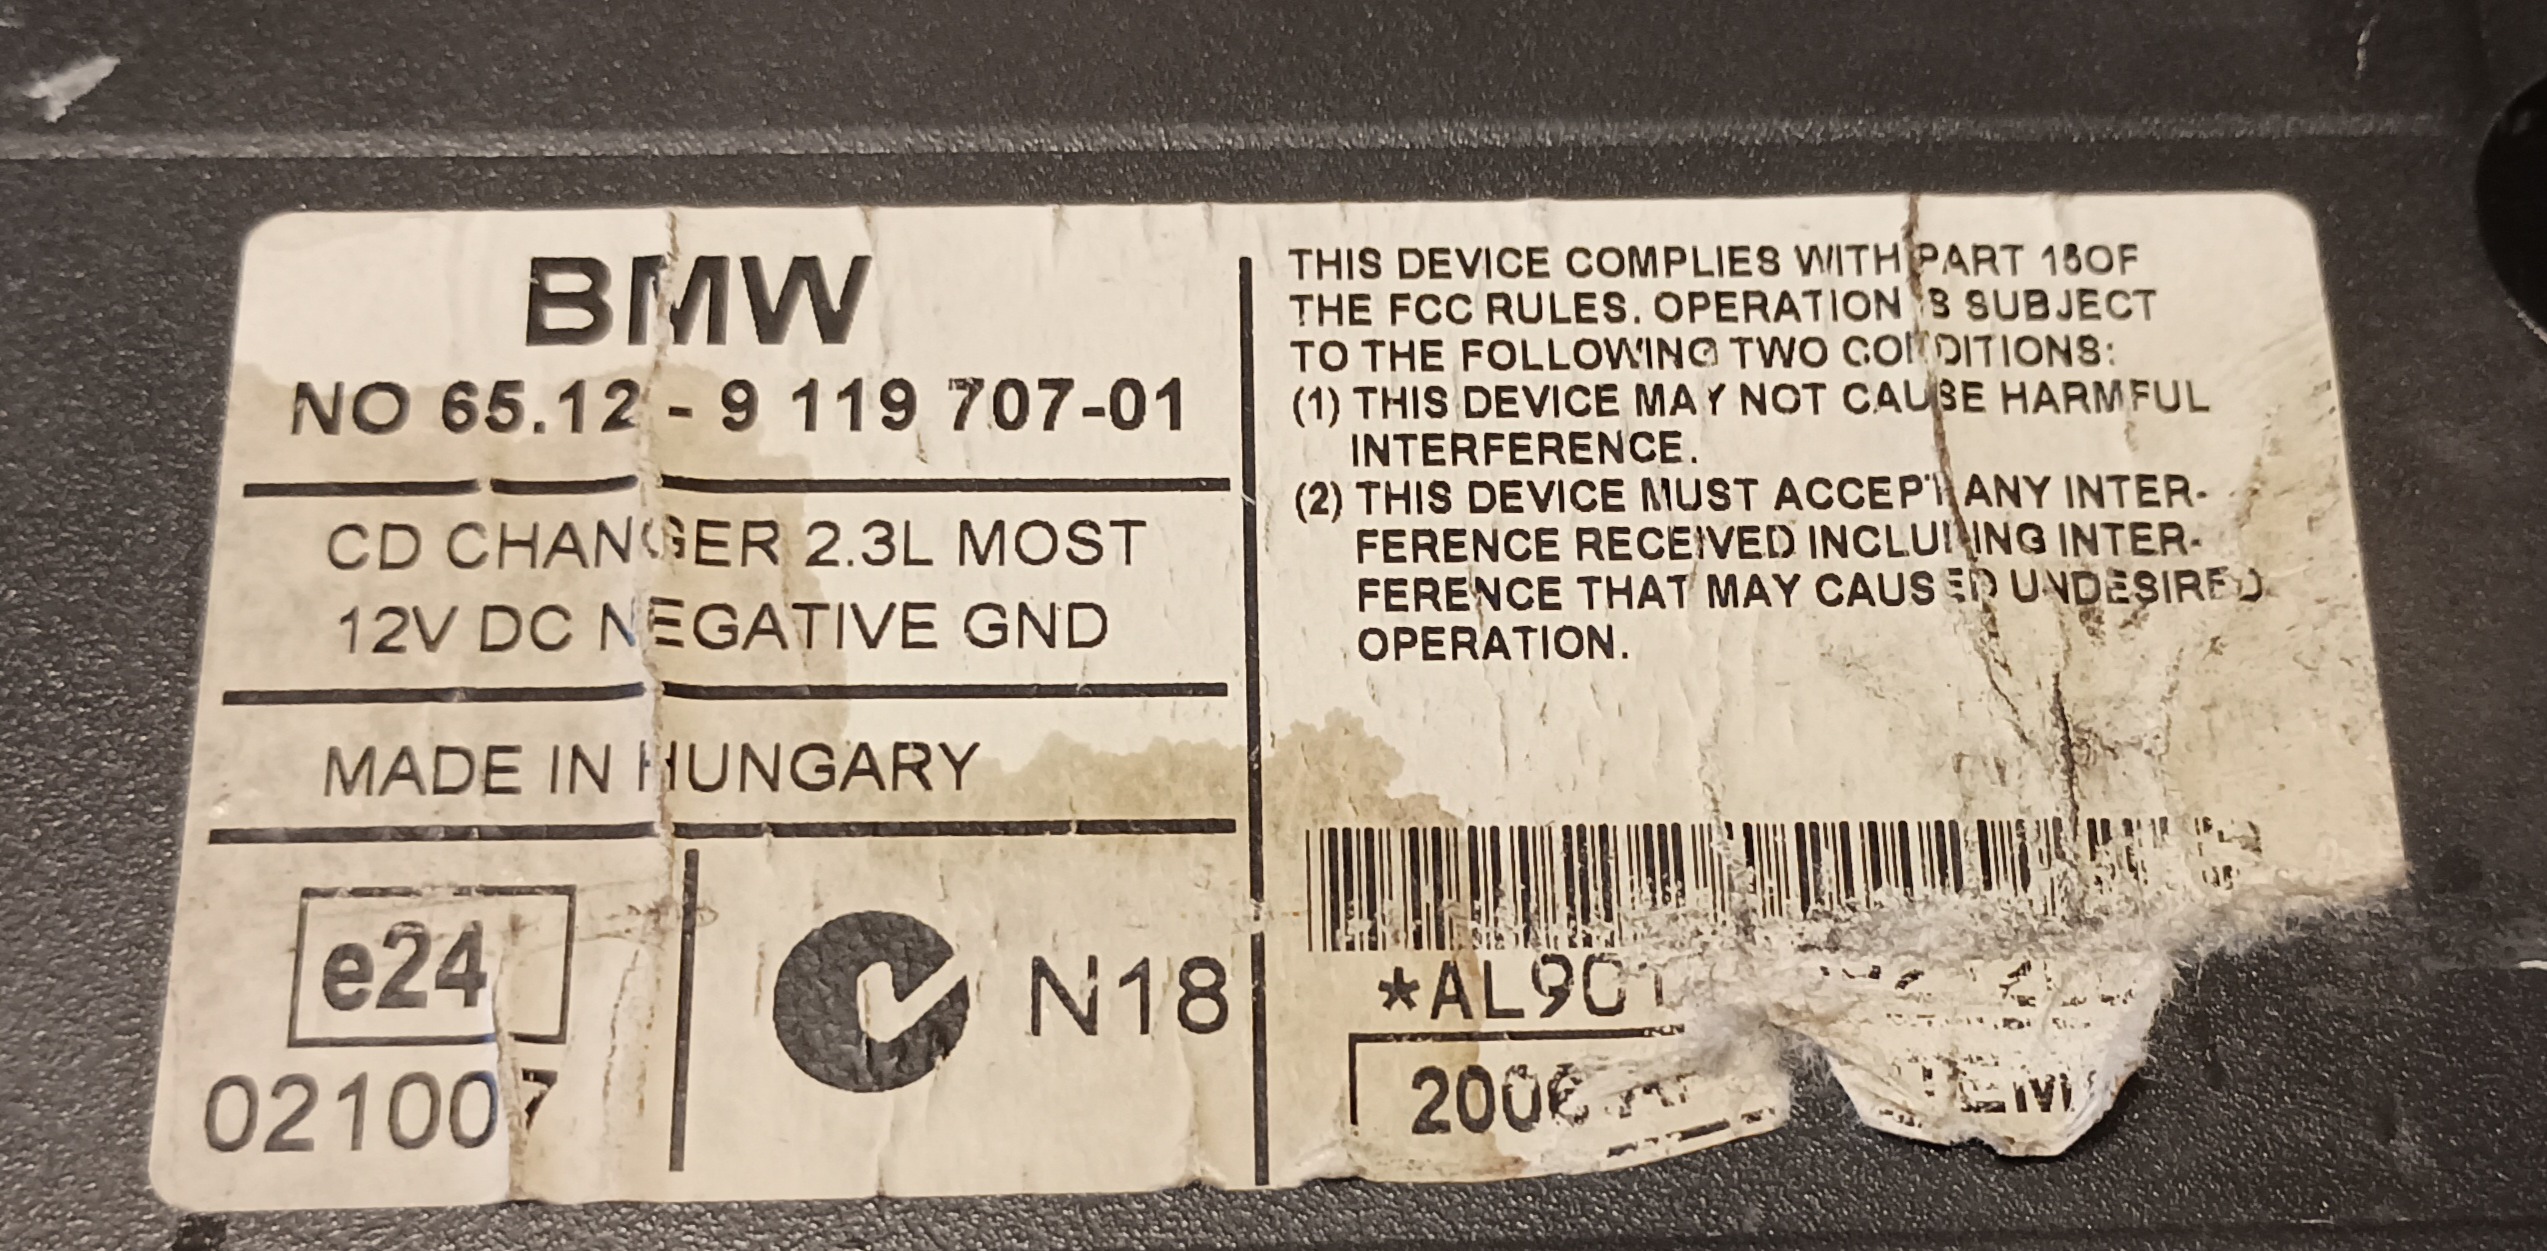 BMW
NO 65.12 - 9 119 707-01
CD CHANGER 2.3L MOST
12V DC NEGATIVE GND
MADE IN HUNGARY
e24
021007
N18
THIS DEVICE COMPLIES WITH PART 15OF
THE FCC RULES. OPERATION IS SUBJECT
TO THE FOLLOWING TWO CONDITIONS:
(1) THIS DEVICE MAY NOT CAUSE HARMFUL
INTERFERENCE.
(2) THIS DEVICE MUST ACCEPT ANY INTER-
FERENCE RECEIVED INCLUDING INTER-
FERENCE THAT MAY CAUSED UNDESIRED
OPERATION.